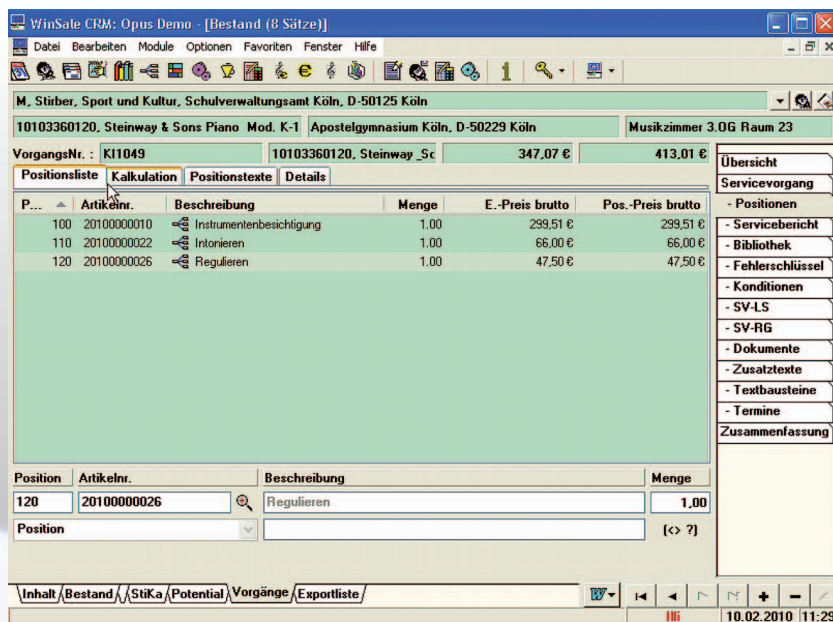 WinSale CRM: Opus Demo - [Bestand (8 Sätze)]
Datei Bearbeiten Module Optionen Favoriten Fenster Hilfe
M, Stirber, Sport und Kultur, Schulverwaltungsamt Köln, D-50125 Köln
10103360120, Steinway & Sons Piano Mod. K-1 Apostelgymnasium Köln, D-50229 Köln Musikzimmer 3.OG Raum 23
VorgangsNr. : KI1049 10103360120, Steinway _Sc 347,07 € 413,01 €
Positionsliste Kalkulation Positionstexte Details
P... Artikelnr. Beschreibung Menge E.-Preis brutto Pos.-Preis brutto
100 20100000010 Instrumentenbesichtigung 1.00 299,51 € 299,51 €
110 20100000022 Intonieren 1.00 66,00 € 66,00 €
120 20100000026 Regulieren 1.00 47,50 € 47,50 €
Übersicht
Servicevorgang
- Positionen
- Servicebericht
- Bibliothek
- Fehlerschlüssel
- Konditionen
- SV-LS
- SV-RG
- Dokumente
- Zusatztexte
- Textbausteine
- Termine
Zusammenfassung
Position Artikelnr. Beschreibung Menge
120 20100000026 Regulieren 1,00
Position (<> ?)
Inhalt Bestand StiKa Potential Vorgänge Exportliste
10.02.2010 11:29